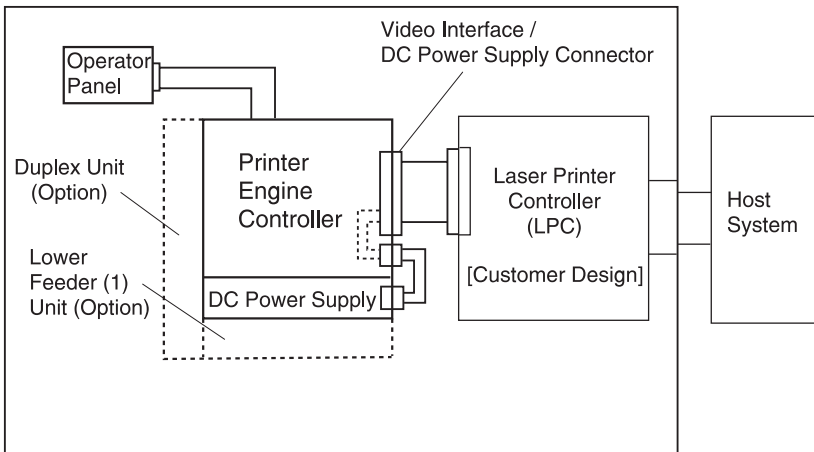 Operator
Panel
Video Interface /
DC Power Supply Connector
Duplex Unit
(Option)
Printer
Engine
Controller
Laser Printer
Controller
(LPC)
[Customer Design]
Host
System
Lower
Feeder (1)
Unit (Option)
DC Power Supply